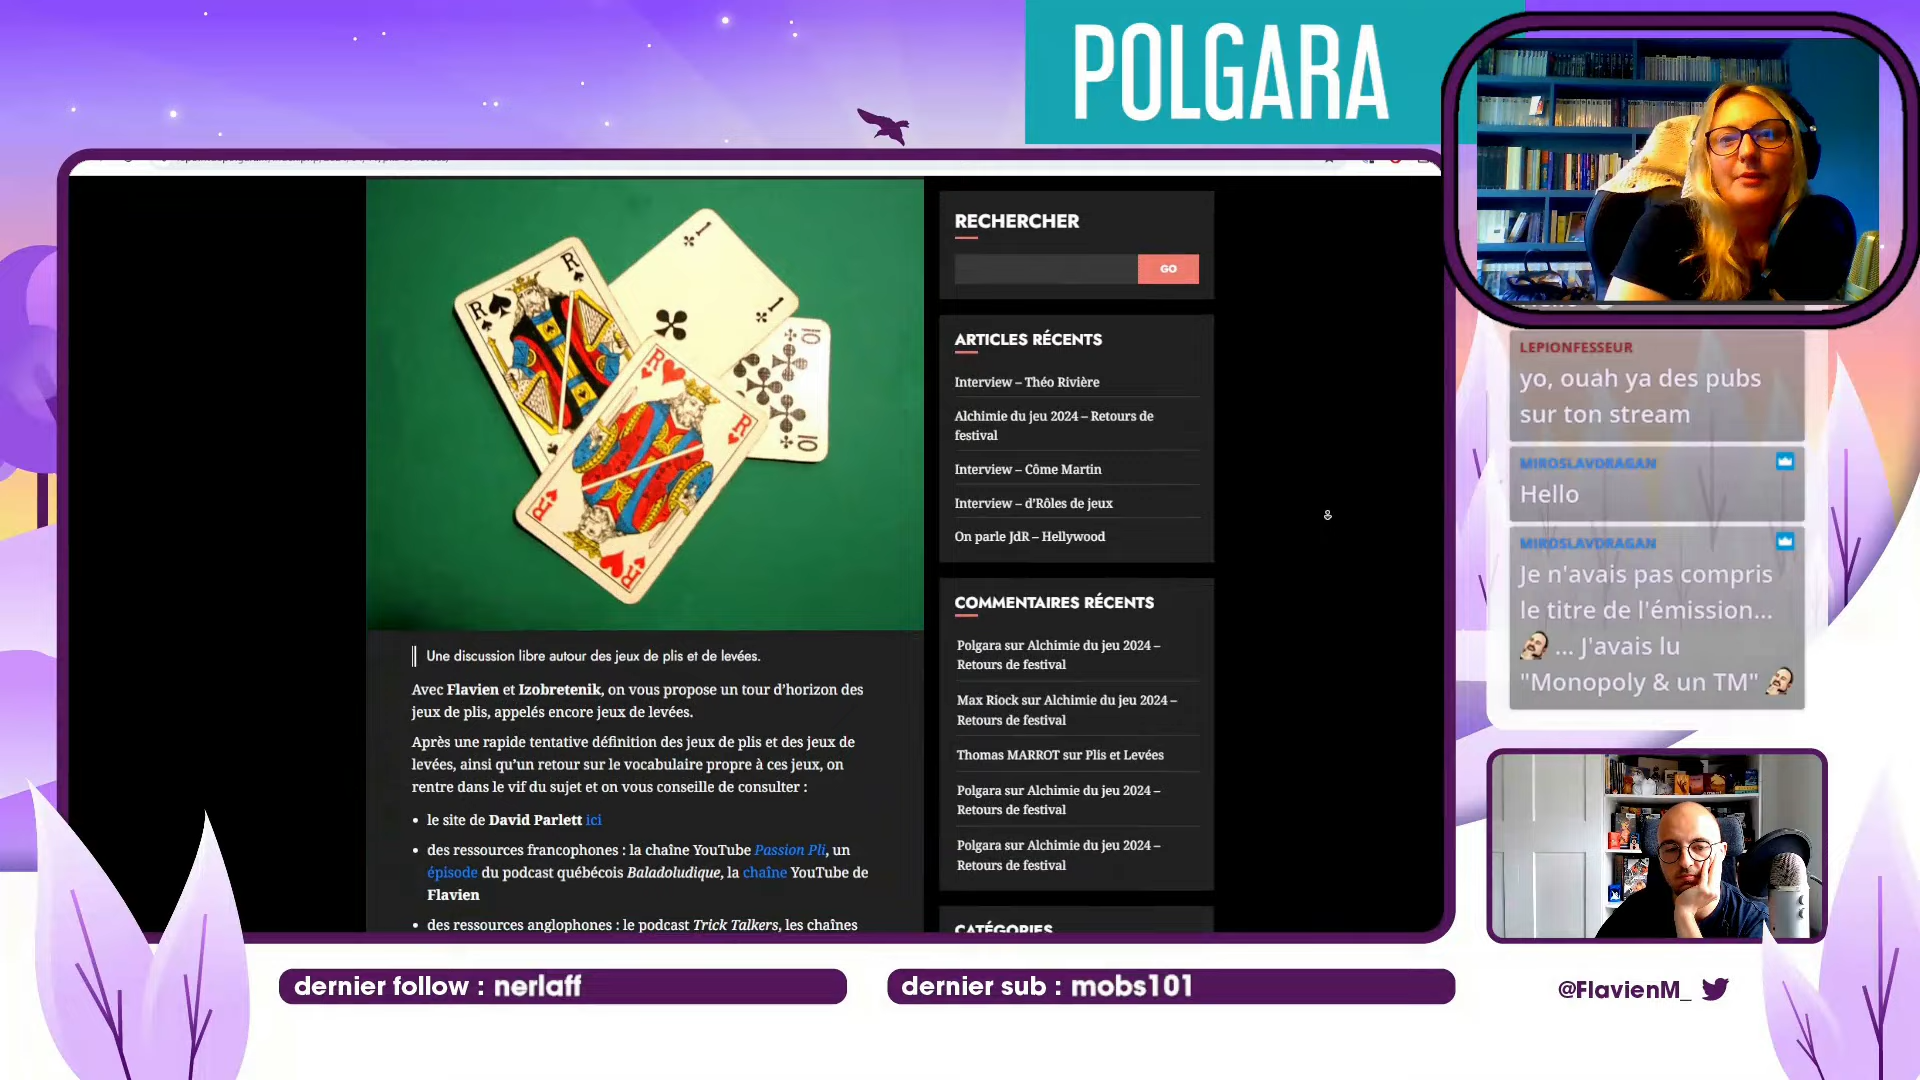 POLGARA
RECHERCHER
GO
ARTICLES RÉCENTS
Interview – Théo Rivière
Alchimie du jeu 2024 – Retours de
festival
Interview – Côme Martin
Interview – d'Rôles de jeux
On parle JdR – Hellywood
COMMENTAIRES RÉCENTS
Polgara sur Alchimie du jeu 2024 –
Retours de festival
Max Riock sur Alchimie du jeu 2024 –
Retours de festival
Thomas MARROT sur Plis et Levées
Polgara sur Alchimie du jeu 2024 –
Retours de festival
Polgara sur Alchimie du jeu 2024 –
Retours de festival
CATÉGORIES
R
R
1
1
10
10
R
R
R
R
Une discussion libre autour des jeux de plis et de levées.
Avec Flavien et Izobretenik, on vous propose un tour d'horizon des
jeux de plis, appelés encore jeux de levées.
Après une rapide tentative définition des jeux de plis et des jeux de
levées, ainsi qu'un retour sur le vocabulaire propre à ces jeux, on
rentre dans le vif du sujet et on vous conseille de consulter :
• le site de David Parlett ici
• des ressources francophones : la chaîne YouTube Passion Pli, un
épisode du podcast québécois Baladoludique, la chaîne YouTube de
Flavien
• des ressources anglophones : le podcast Trick Talkers, les chaînes
LEPIONFESSEUR
yo, ouah ya des pubs
sur ton stream
MIROSLAVDRAGAN
Hello
MIROSLAVDRAGAN
Je n'avais pas compris
le titre de l'émission...
... J'avais lu
"Monopoly & un TM"
dernier follow : nerlaff
dernier sub : mobs101
@FlavienM_